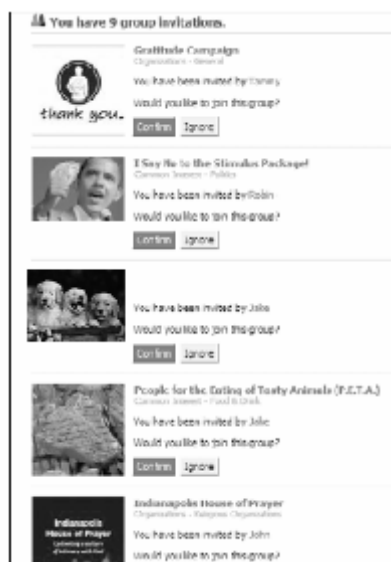 You have 9 group invitations.
Gratitude Campaign
Organizations - General
You have been invited by Tammy
Would you like to join this group?
thank you.
Confirm Ignore
I Say No to the Stimulus Package!
Common Interest - Politics
You have been invited by Robin
Would you like to join this group?
Confirm Ignore
You have been invited by Jake
Would you like to join this group?
Confirm Ignore
People for the Eating of Tasty Animals (P.E.T.A.)
Common Interest - Food & Drink
You have been invited by Jake
Would you like to join this group?
Confirm Ignore
Indianapolis House of Prayer
Organizations - Religious Organizations
Indianapolis
House of Prayer
You have been invited by John
Would you like to join this group?